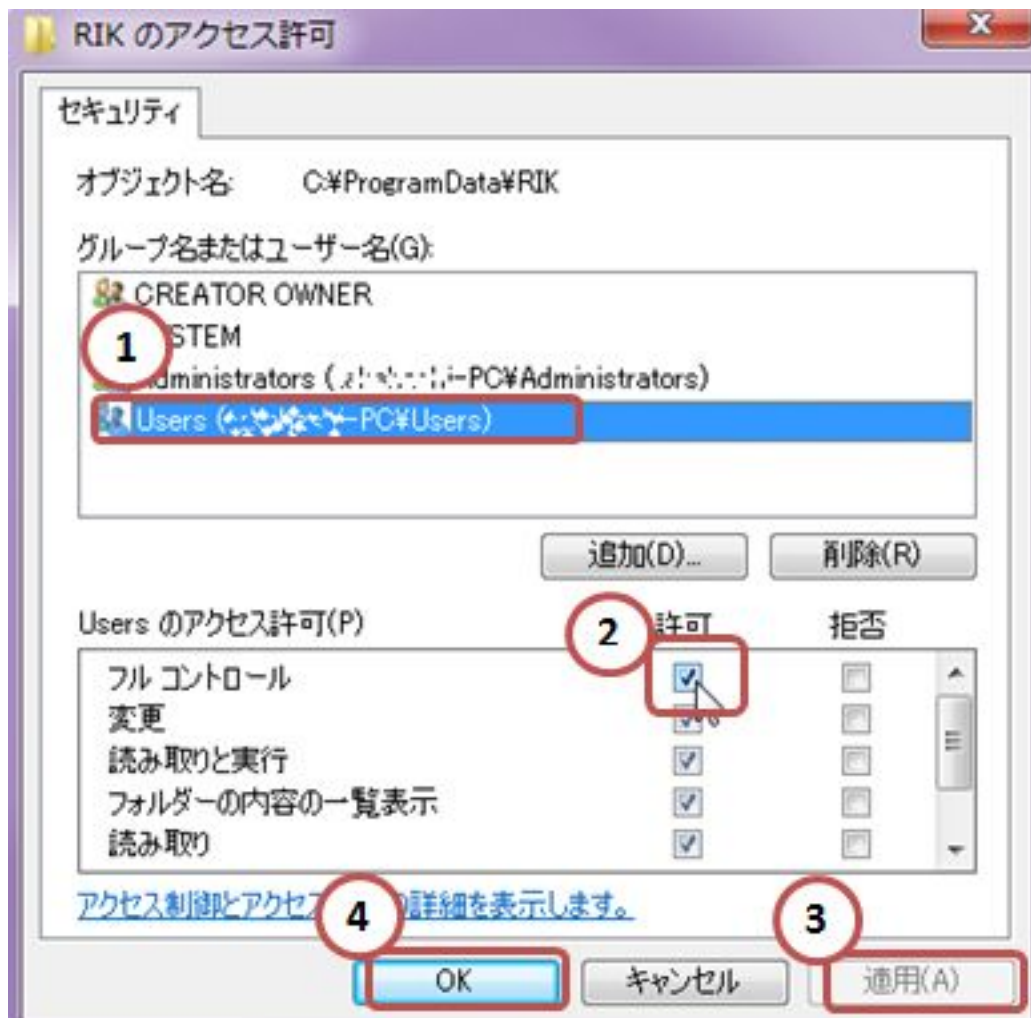 RIK のアクセス許可
セキュリティ
オブジェクト名: C:¥ProgramData¥RIK
グループ名またはユーザー名(G):
CREATOR OWNER
1
STEM
dministrators ( -PC¥Administrators)
Users ( -PC¥Users)
追加(D)... 削除(R)
Users のアクセス許可(P) 2 許可 拒否
フル コントロール
変更
読み取りと実行
フォルダーの内容の一覧表示
読み取り
アクセス制御とアクセス 4 の詳細を表示します。 3
OK キャンセル 適用(A)